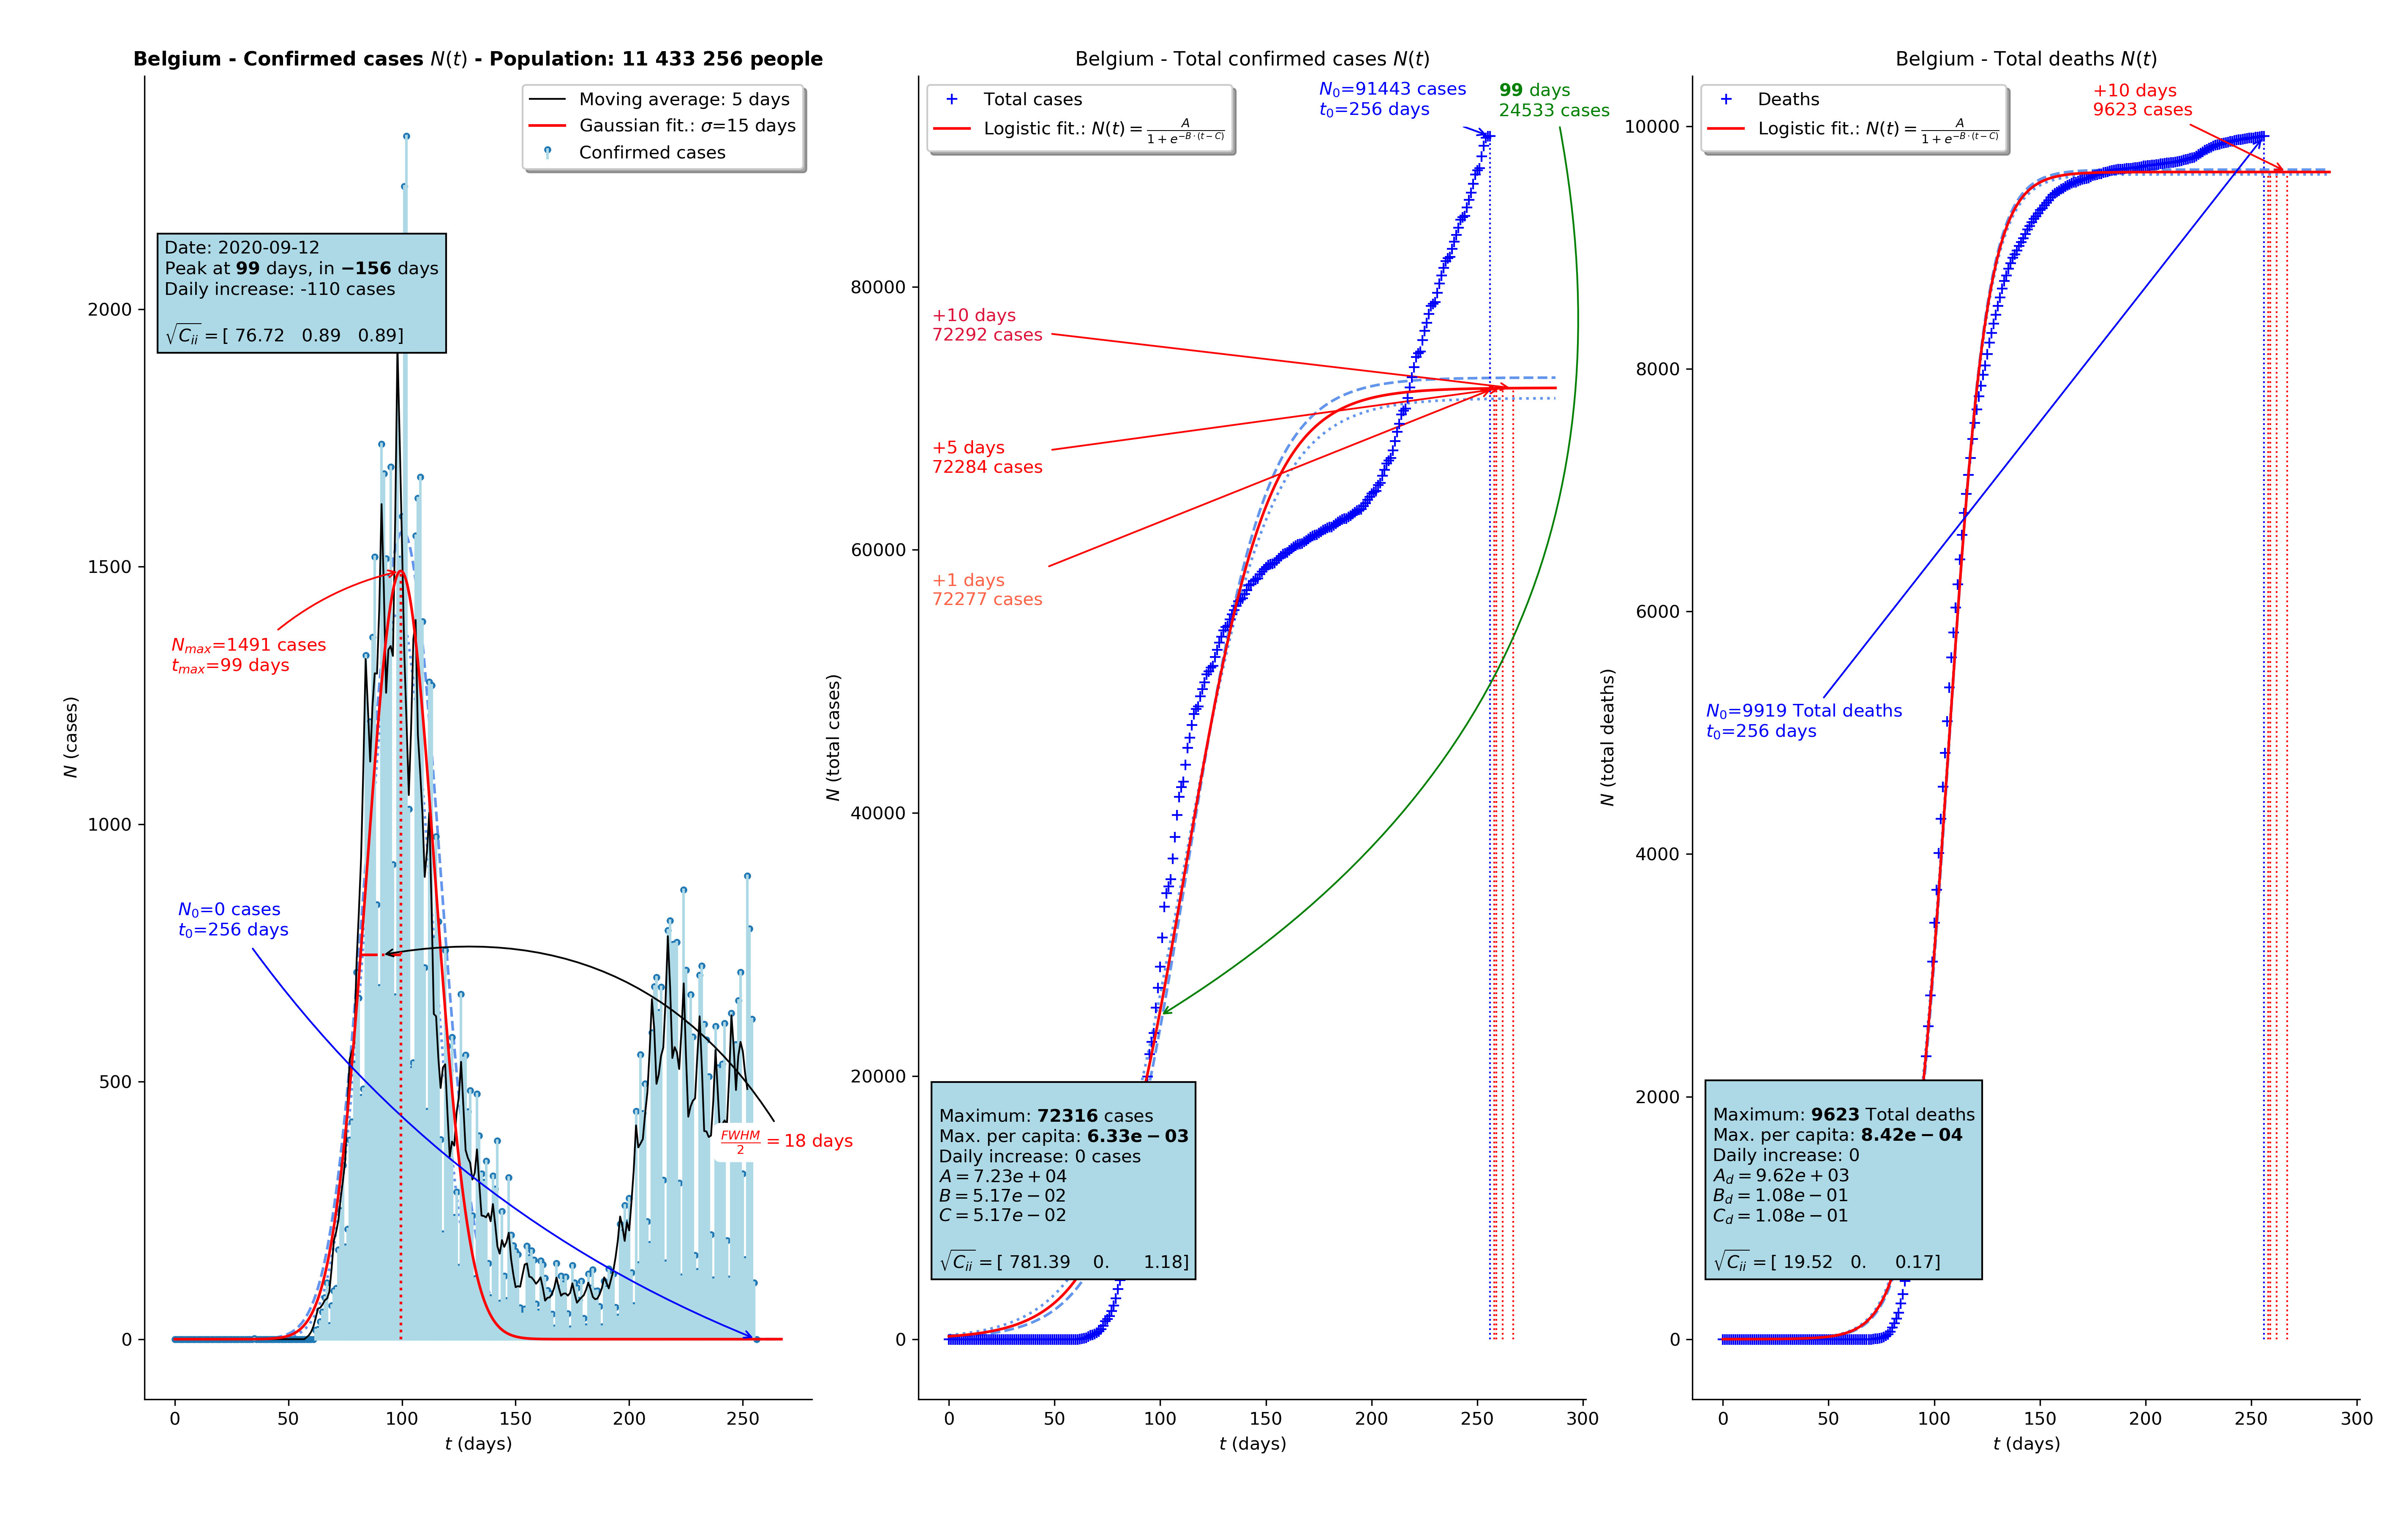 Belgium - Confirmed cases N(t) - Population: 11 433 256 people
Moving average: 5 days
Gaussian fit.: σ=15 days
Confirmed cases
Date: 2020-09-12
Peak at 99 days, in −156 days
Daily increase: -110 cases
√C_ii = [ 76.72 0.89 0.89]
N_max=1491 cases
t_max=99 days
N_0=0 cases
t_0=256 days
FWHM/2 = 18 days
2000
1500
1000
500
0
N (cases)
0 50 100 150 200 250
t (days)
Belgium - Total confirmed cases N(t)
Total cases
Logistic fit.: N(t) = A/(1 + e^(−B·(t−C)))
N_0=91443 cases
t_0=256 days
99 days
24533 cases
+10 days
72292 cases
+5 days
72284 cases
+1 days
72277 cases
Maximum: 72316 cases
Max. per capita: 6.33e − 03
Daily increase: 0 cases
A = 7.23e + 04
B = 5.17e − 02
C = 5.17e − 02
√C_ii = [ 781.39 0. 1.18]
80000
60000
40000
20000
0
N (total cases)
0 50 100 150 200 250 300
t (days)
Belgium - Total deaths N(t)
Deaths
Logistic fit.: N(t) = A/(1 + e^(−B·(t−C)))
+10 days
9623 cases
N_0=9919 Total deaths
t_0=256 days
Maximum: 9623 Total deaths
Max. per capita: 8.42e − 04
Daily increase: 0
A_d = 9.62e + 03
B_d = 1.08e − 01
C_d = 1.08e − 01
√C_ii = [ 19.52 0. 0.17]
10000
8000
6000
4000
2000
0
N (total deaths)
0 50 100 150 200 250 300
t (days)